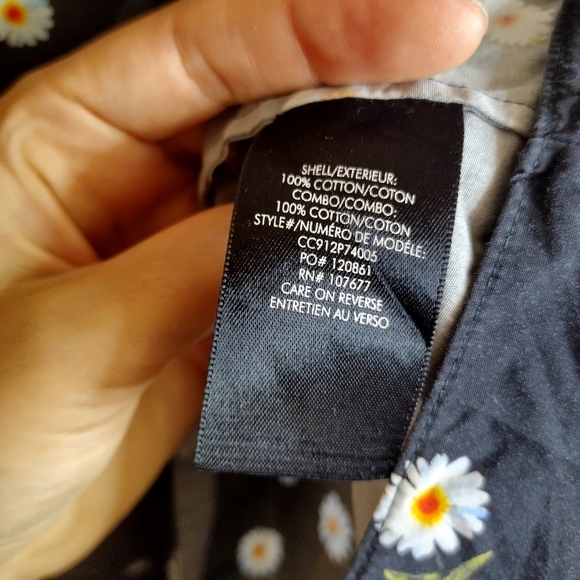 SHELL/EXTERIEUR:
100% COTTON/COTON
COMBO/COMBO:
100% COTTON/COTON
STYLE#/NUMÉRO DE MODÈLE:
CC912P74005
PO# 120861
RN# 107677
CARE ON REVERSE
ENTRETIEN AU VERSO